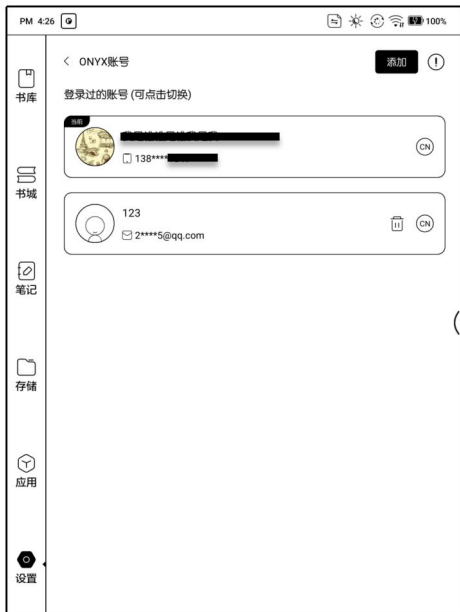 PM 4:26
100%
书库
书城
笔记
存储
应用
设置
ONYX账号
添加
登录过的账号 (可点击切换)
当前
138****
CN
123
2****5@qq.com
CN